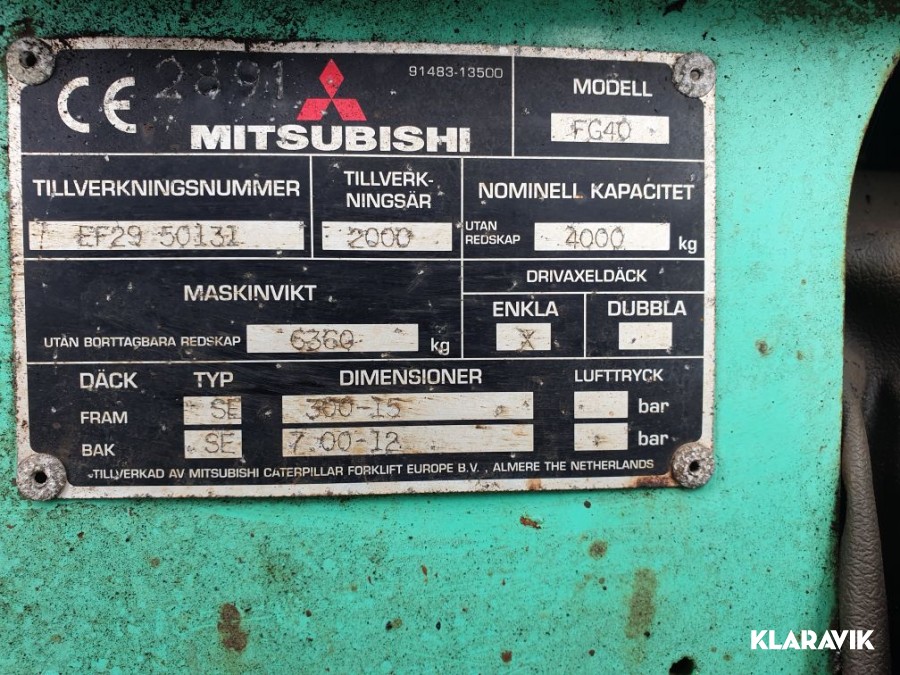 CE 2891
91483-13500
MITSUBISHI
MODELL
FG40
TILLVERKNINGSNUMMER
EF29 50131
TILLVERK-
NINGSÅR
2000
NOMINELL KAPACITET
UTAN
REDSKAP
4000 kg
MASKINVIKT
UTAN BORTTAGBARA REDSKAP 6360 kg
DRIVAXELDÄCK
ENKLA DUBBLA
X
DÄCK TYP DIMENSIONER LUFTTRYCK
FRAM SE 300-15 bar
BAK SE 7.00-12 bar
TILLVERKAD AV MITSUBISHI CATERPILLAR FORKLIFT EUROPE B.V. , ALMERE THE NETHERLANDS
KLARAVIK